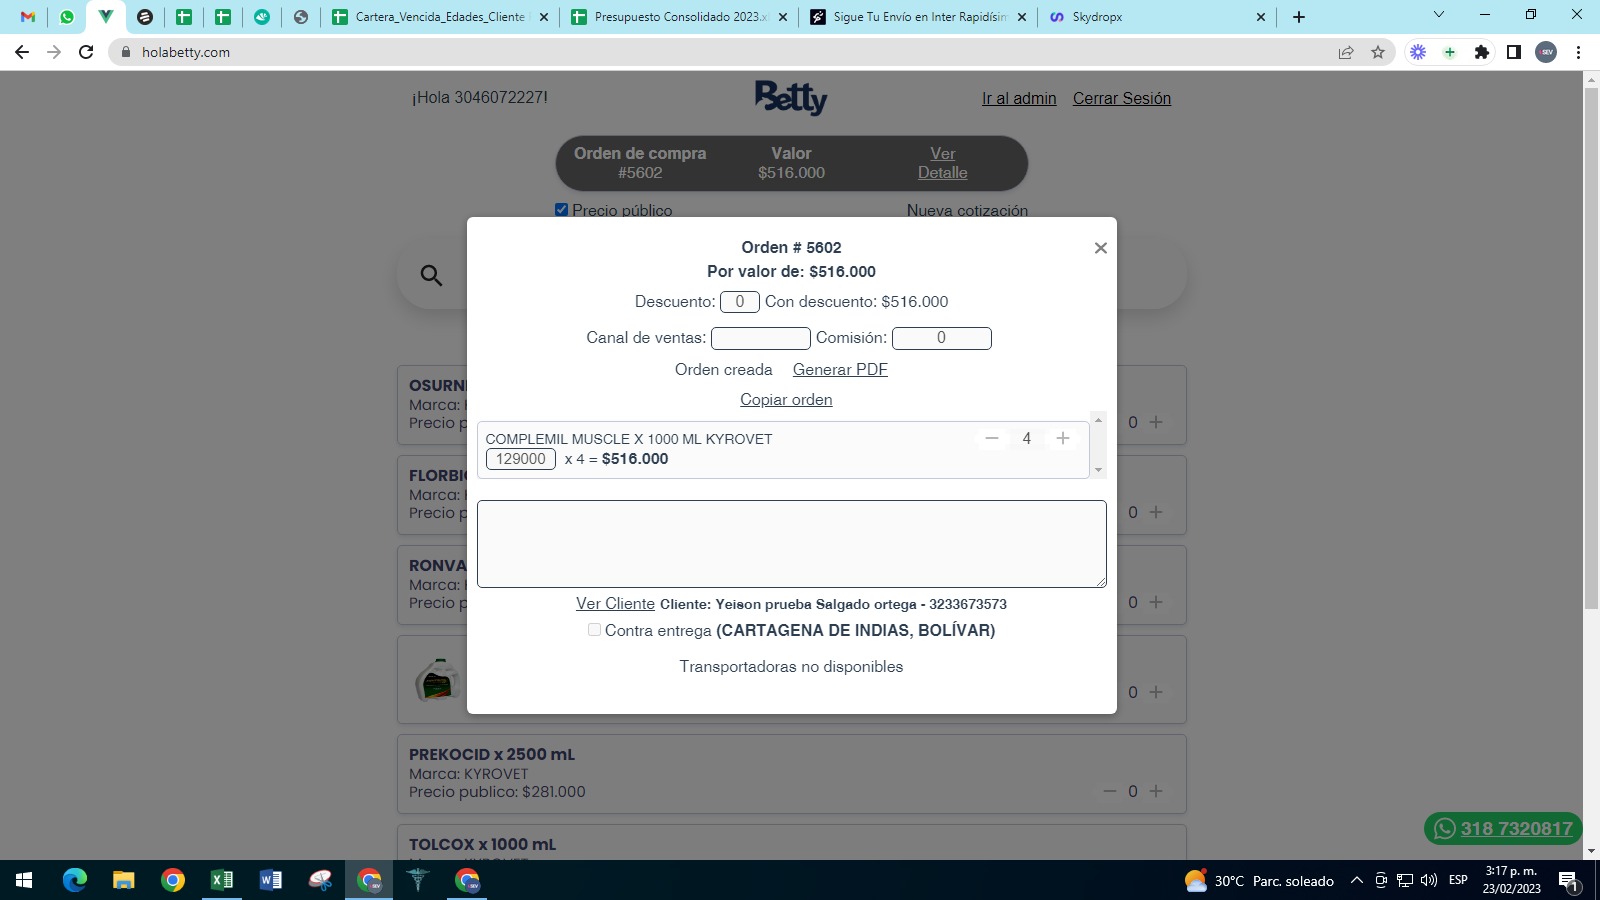 Cartera_Vencida_Edades_Cliente
Presupuesto Consolidado 2023.x
Sigue Tu Envío en Inter Rapidísim
Skydropx
holabetty.com
SEV
¡Hola 3046072227!
Betty
Ir al admin
Cerrar Sesión
Orden de compra
#5602
Valor
$516.000
Ver
Detalle
Precio público
Nueva cotización
Orden # 5602
Por valor de: $516.000
Descuento: 0 Con descuento: $516.000
Canal de ventas: Comisión: 0
Orden creada Generar PDF
Copiar orden
COMPLEMIL MUSCLE X 1000 ML KYROVET
4
129000 x 4 = $516.000
Ver Cliente Cliente: Yeison prueba Salgado ortega - 3233673573
Contra entrega (CARTAGENA DE INDIAS, BOLÍVAR)
Transportadoras no disponibles
OSURN
Marca:
Precio p
0
FLORBI
Marca:
Precio p
0
RONVA
Marca:
Precio p
0
0
PREKOCID x 2500 mL
Marca: KYROVET
Precio publico: $281.000
0
TOLCOX x 1000 mL
318 7320817
30°C Parc. soleado
ESP
3:17 p. m.
23/02/2023
1